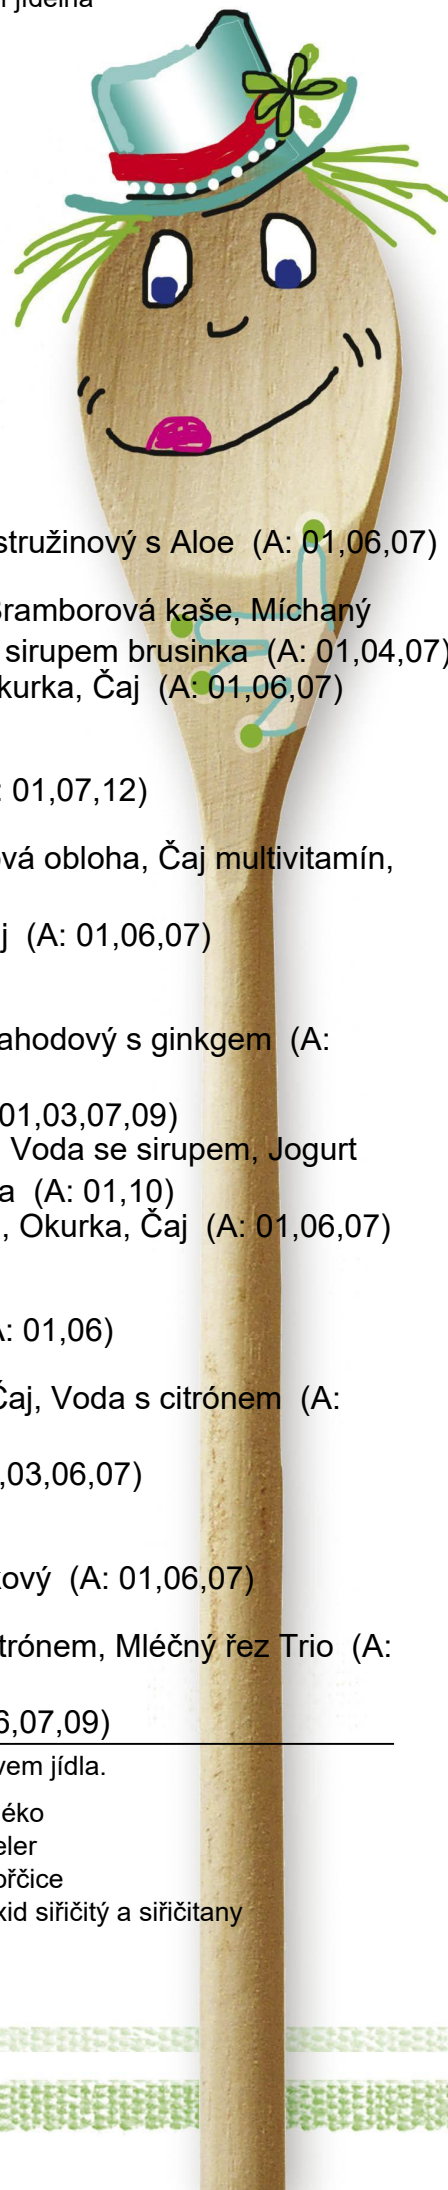 jídelna
stružinový s Aloe (A: 01,06,07)
Bramborová kaše, Míchaný
sirupem brusinka (A: 01,04,07)
kurka, Čaj (A: 01,06,07)
: 01,07,12)
vá obloha, Čaj multivitamín,
j (A: 01,06,07)
ahodový s ginkgem (A:
01,03,07,09)
Voda se sirupem, Jogurt
a (A: 01,10)
, Okurka, Čaj (A: 01,06,07)
: 01,06)
Čaj, Voda s citrónem (A:
,03,06,07)
kový (A: 01,06,07)
trónem, Mléčný řez Trio (A:
6,07,09)
vem jídla.
léko
eler
ořčice
xid siřičitý a siřičitany